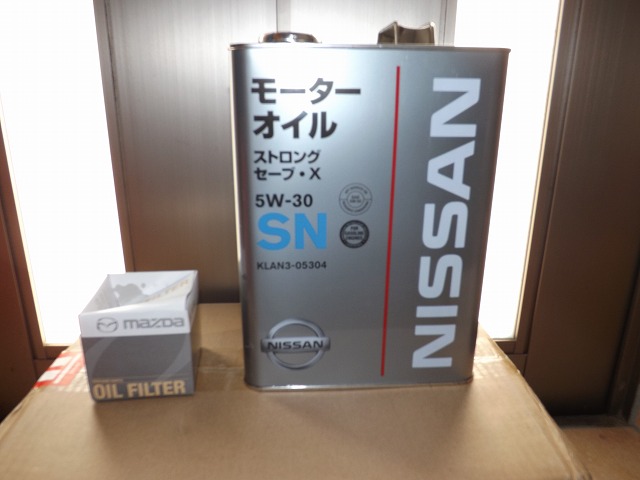 モーター
オイル
ストロング
セーブ・X
5W-30
SN
KLAN3-05304
NISSAN
NISSAN
FILTER
mazda
OIL FILTER